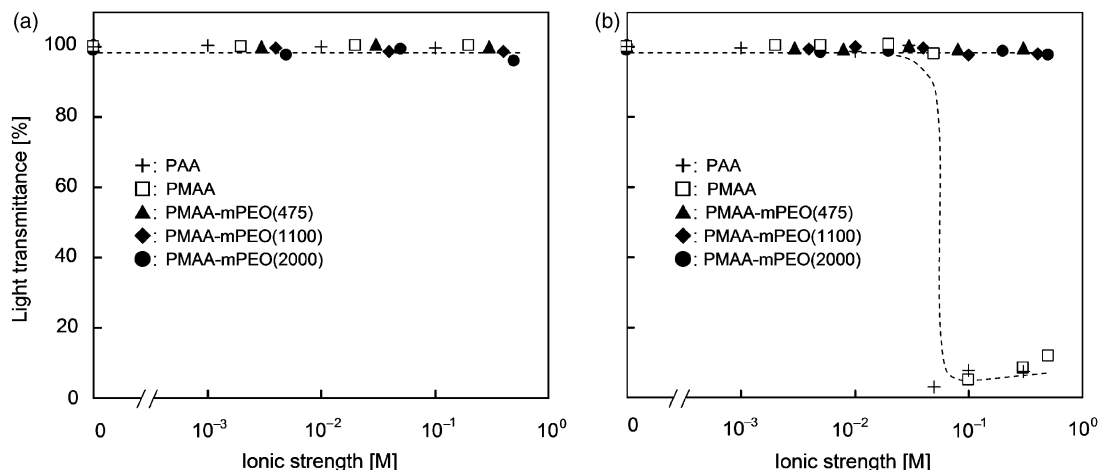 (a)
Light transmittance [%]
100
80
60
40
20
0
+: PAA
□: PMAA
▲: PMAA-mPEO(475)
◆: PMAA-mPEO(1100)
●: PMAA-mPEO(2000)
0 10⁻³ 10⁻² 10⁻¹ 10⁰
Ionic strength [M]
(b)
+: PAA
□: PMAA
▲: PMAA-mPEO(475)
◆: PMAA-mPEO(1100)
●: PMAA-mPEO(2000)
0 10⁻³ 10⁻² 10⁻¹ 10⁰
Ionic strength [M]